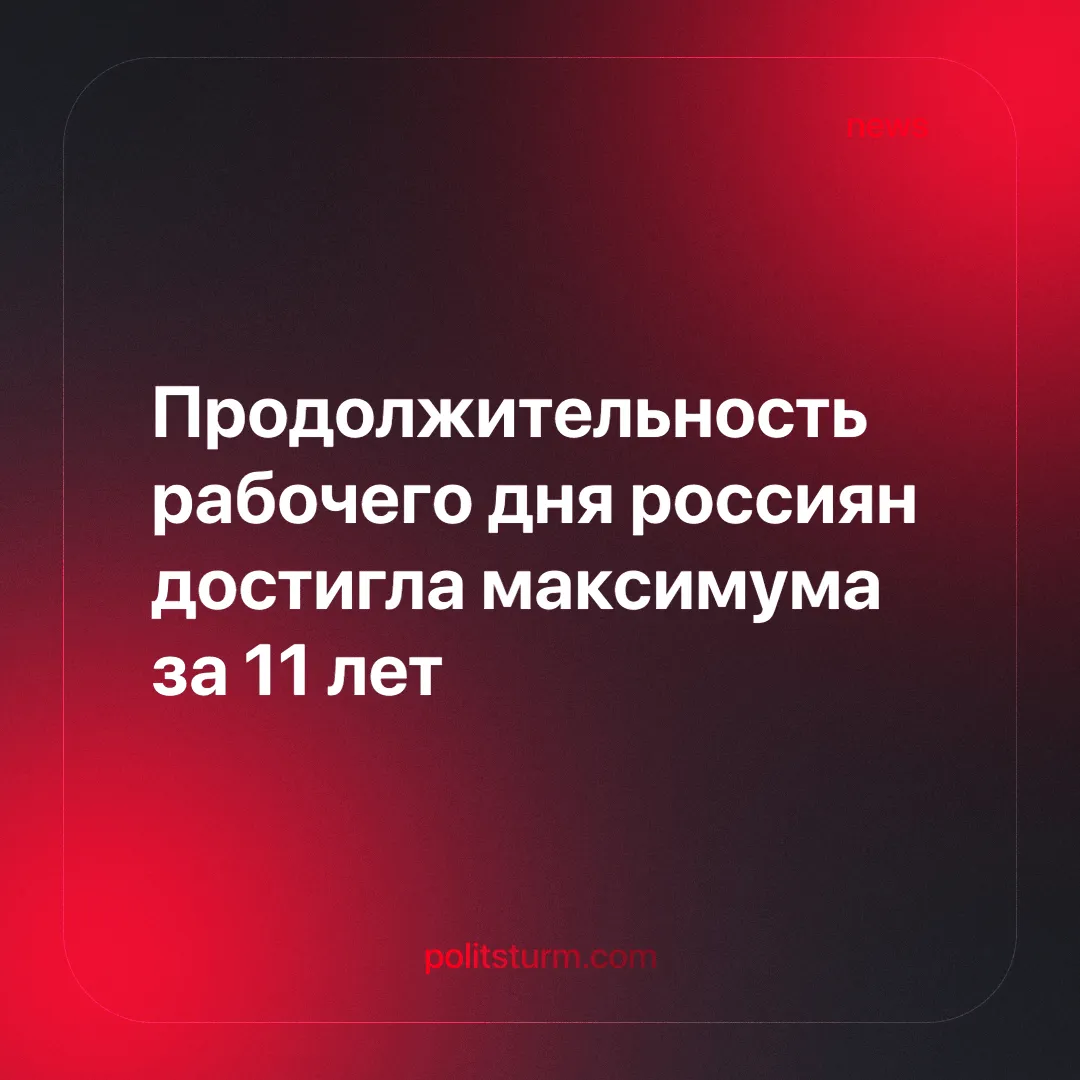 news
Продолжительность
рабочего дня россиян
достигла максимума
за 11 лет
politsturm.com